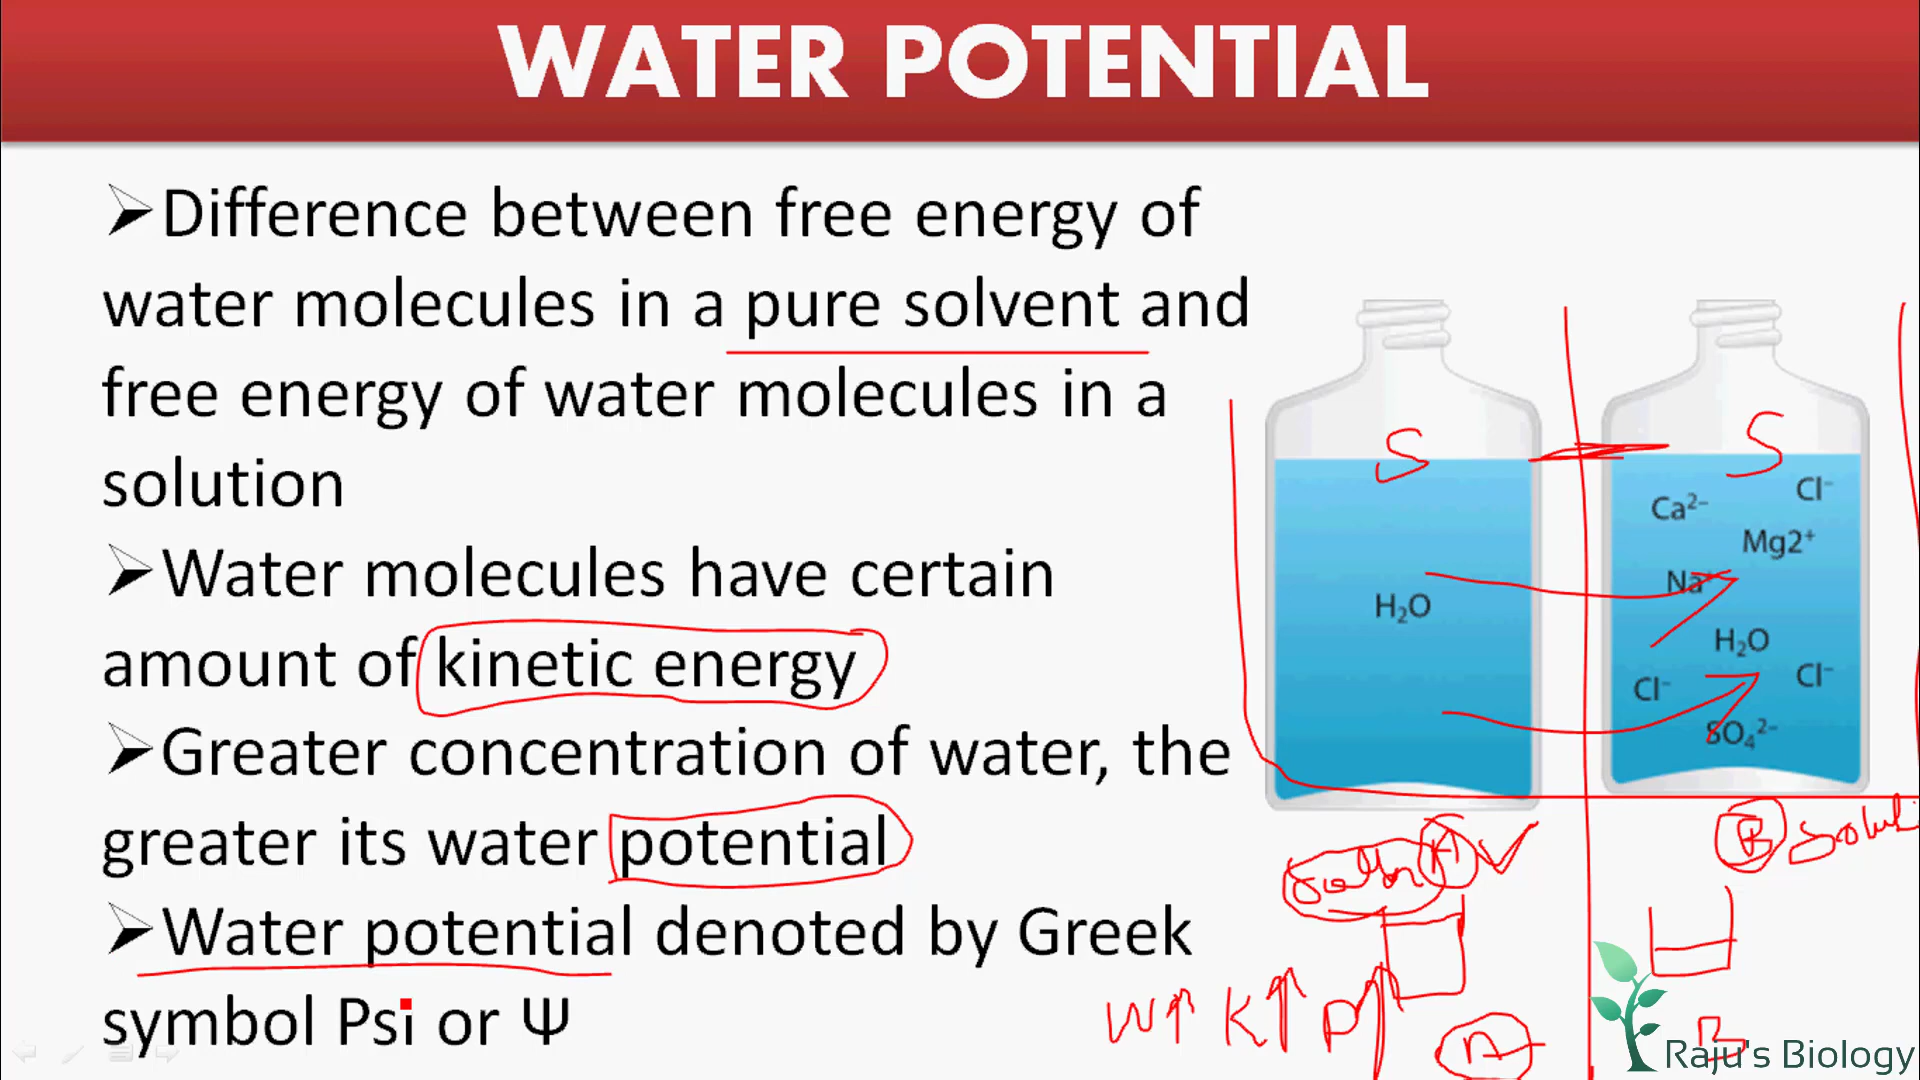 WATER POTENTIAL
➢Difference between free energy of
water molecules in a pure solvent and
free energy of water molecules in a
solution
➢Water molecules have certain
amount of kinetic energy
➢Greater concentration of water, the
greater its water potential
➢Water potential denoted by Greek
symbol Psi or Ψ
S
H₂O
S
Ca²⁻
Cl⁻
Mg2⁺
Na⁺
H₂O
Cl⁻
Cl⁻
SO₄²⁻
A
B Soluti
W↑ K↑ P↑
A
B
Raju's Biology